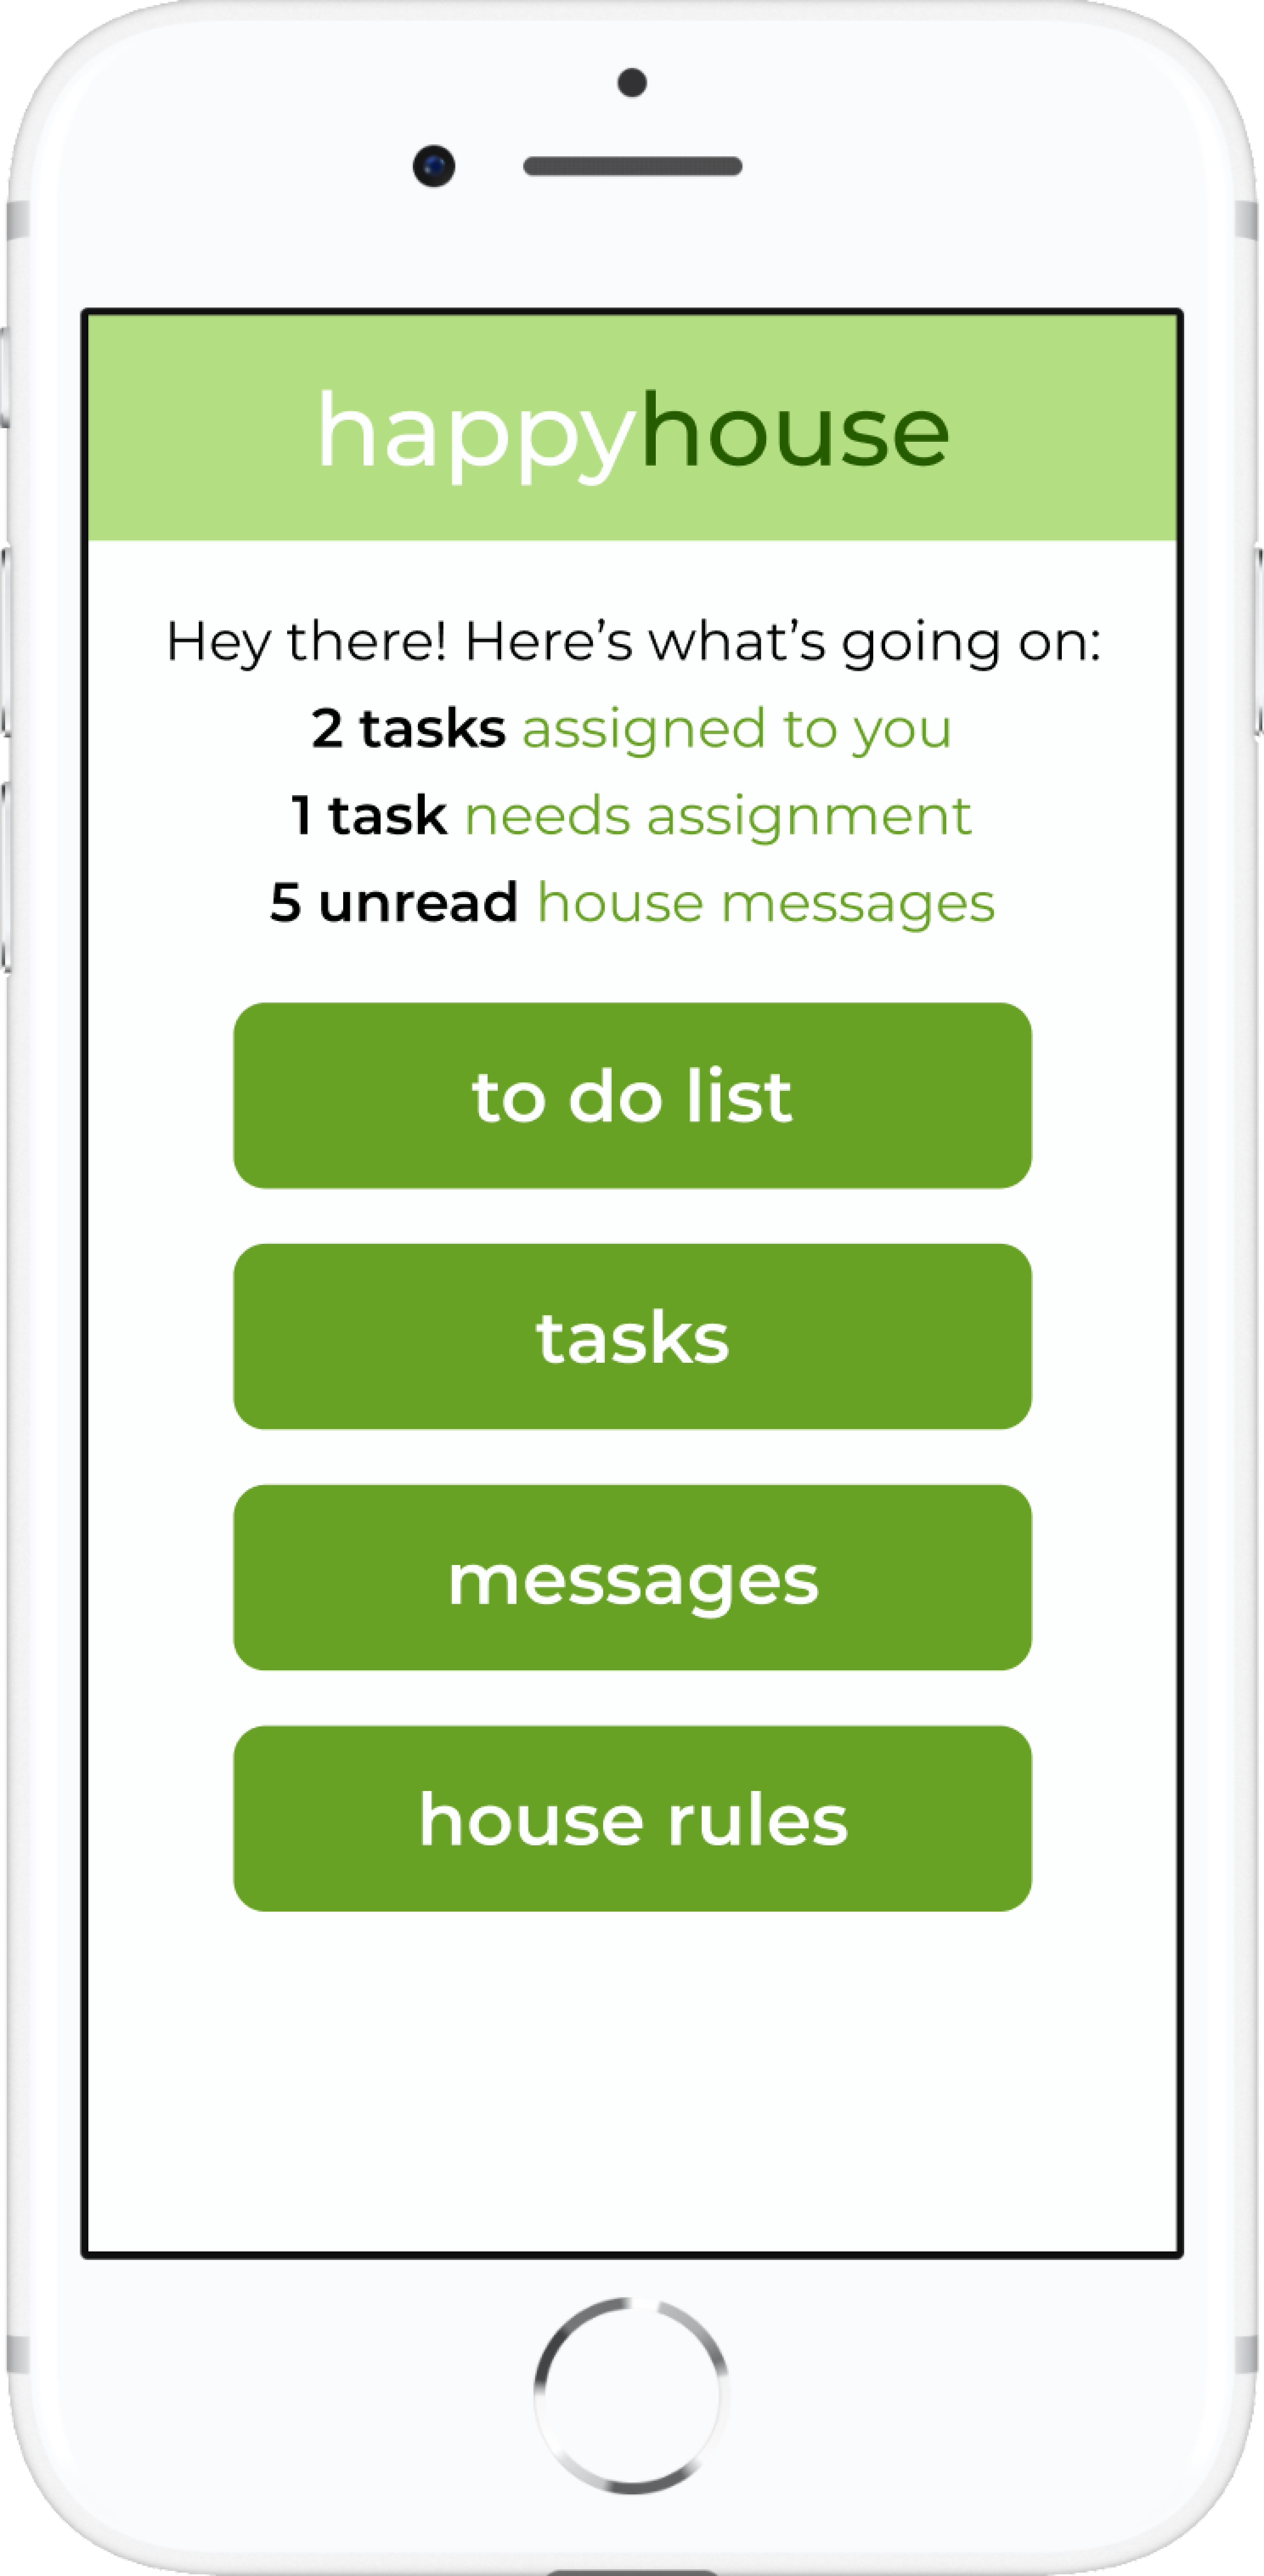 happyhouse
Hey there! Here’s what’s going on:
2 tasks assigned to you
1 task needs assignment
5 unread house messages
to do list
tasks
messages
house rules